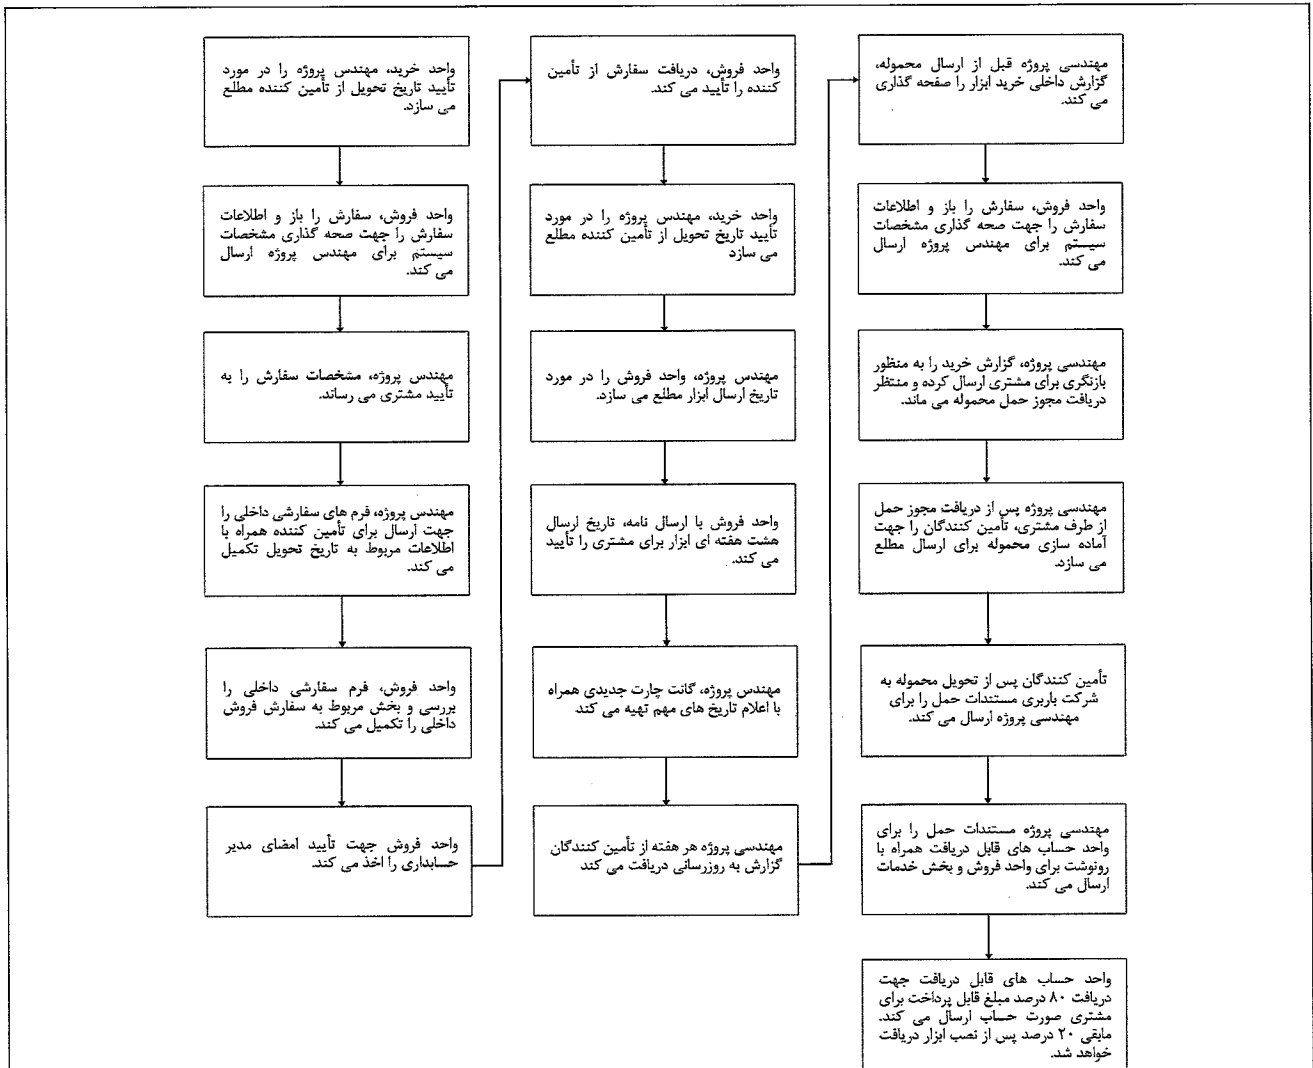 واحد خرید، مهندس پروژه را در مورد
تأیید تاریخ تحویل از تأمین کننده مطلع
می سازد.
واحد فروش، سفارش را باز و اطلاعات
سفارش را جهت صحه گذاری مشخصات
سیستم برای مهندس پروژه ارسال
می کند.
مهندس پروژه، مشخصات سفارش را به
تأیید مشتری می رساند.
مهندس پروژه، فرم های سفارشی داخلی را
جهت ارسال برای تأمین کننده همراه با
اطلاعات مربوط به تاریخ تحویل تکمیل
می کند.
واحد فروش، فرم سفارشی داخلی را
بررسی و بخش مربوط به سفارش فروش
داخلی را تکمیل می کند.
واحد فروش جهت تأیید امضای مدیر
حسابداری را اخذ می کند.
واحد فروش، دریافت سفارش از تأمین
کننده را تأیید می کند.
واحد خرید، مهندس پروژه را در مورد
تأیید تاریخ تحویل از تأمین کننده مطلع
می سازد
مهندس پروژه، واحد فروش را در مورد
تاریخ ارسال ابزار مطلع می سازد.
واحد فروش با ارسال نامه، تاریخ ارسال
هشت هفته ای ابزار برای مشتری را تأیید
می کند.
مهندس پروژه، گانت چارت جدیدی همراه
با اعلام تاریخ های مهم تهیه می کند.
مهندسی پروژه هر هفته از تأمین کنندگان
گزارش به روزرسانی دریافت می کند
مهندسی پروژه قبل از ارسال محموله،
گزارش داخلی خرید ابزار را صفحه گذاری
می کند.
واحد فروش، سفارش را باز و اطلاعات
سفارش را جهت صحه گذاری مشخصات
سیستم برای مهندس پروژه ارسال
می کند.
مهندسی پروژه، گزارش خرید را به منظور
بازنگری برای مشتری ارسال کرده و منتظر
دریافت مجوز حمل محموله می ماند.
مهندسی پروژه پس از دریافت مجوز حمل
از طرف مشتری، تأمین کنندگان را جهت
آماده سازی محموله برای ارسال مطلع
می سازد.
تأمین کنندگان پس از تحویل محموله به
شرکت باربری مستندات حمل را برای
مهندسی پروژه ارسال می کند.
مهندسی پروژه مستندات حمل را برای
واحد حساب های قابل دریافت همراه با
رونوشت برای واحد فروش و بخش خدمات
ارسال می کند.
واحد حساب های قابل دریافت جهت
دریافت ۸۰ درصد مبلغ قابل پرداخت برای
مشتری صورت حساب ارسال می کند.
مابقی ۲۰ درصد پس از نصب ابزار دریافت
خواهد شد.